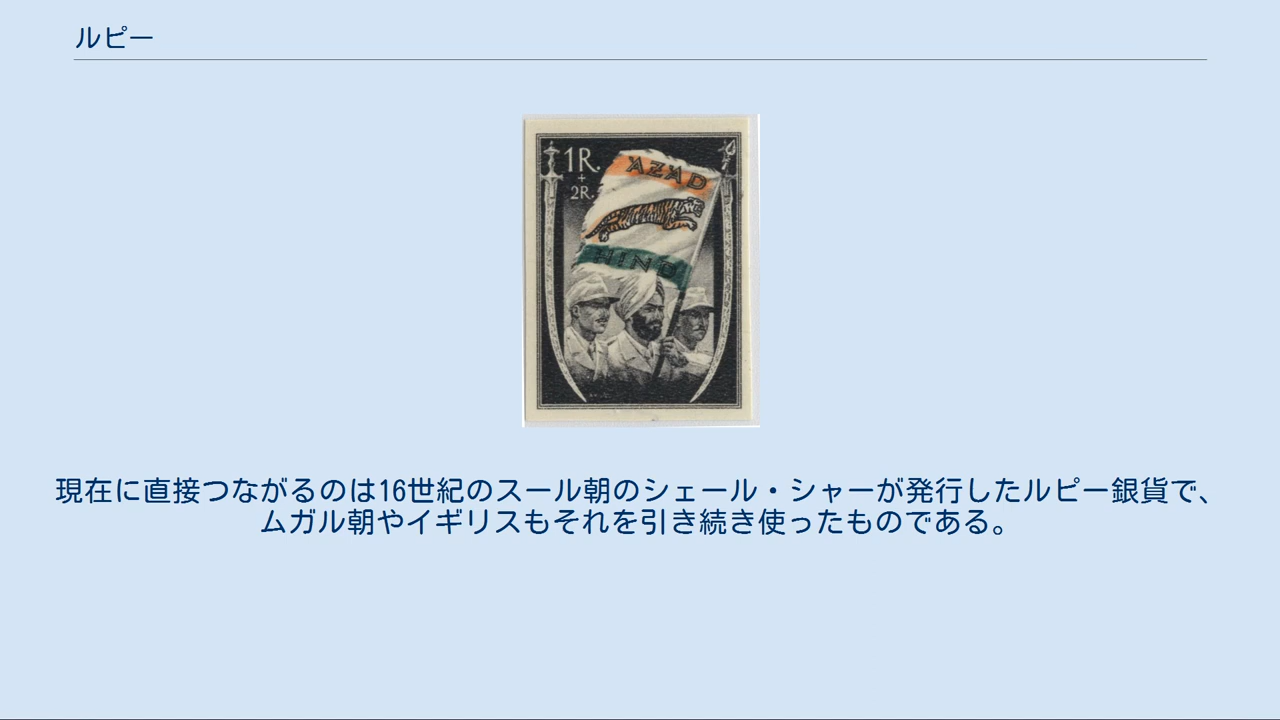 ルピー
1R.
+
2R.
AZAD
HIND
現在に直接つながるのは16世紀のスール朝のシェール・シャーが発行したルピー銀貨で、
ムガル朝やイギリスもそれを引き続き使ったものである。